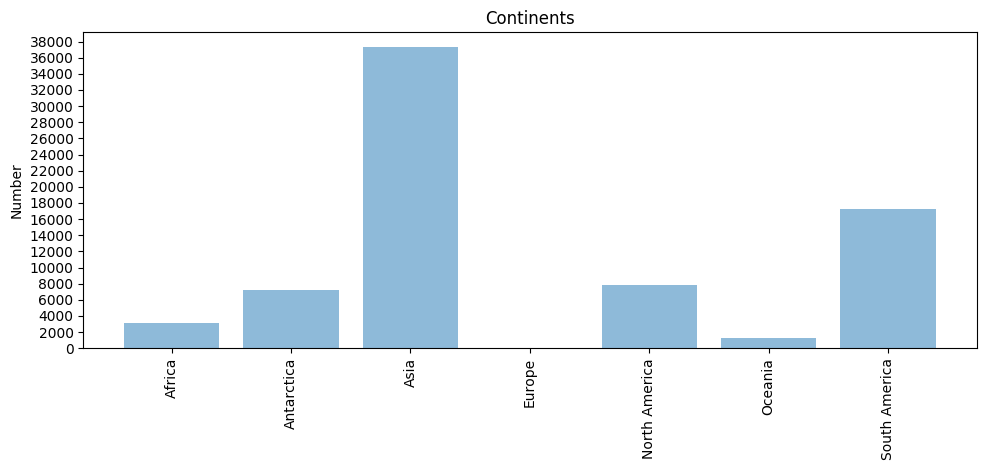 Continents
38000
36000
34000
32000
30000
28000
26000
24000
22000
20000
18000
16000
14000
12000
10000
8000
6000
4000
2000
0
Number
Africa
Antarctica
Asia
Europe
North America
Oceania
South America